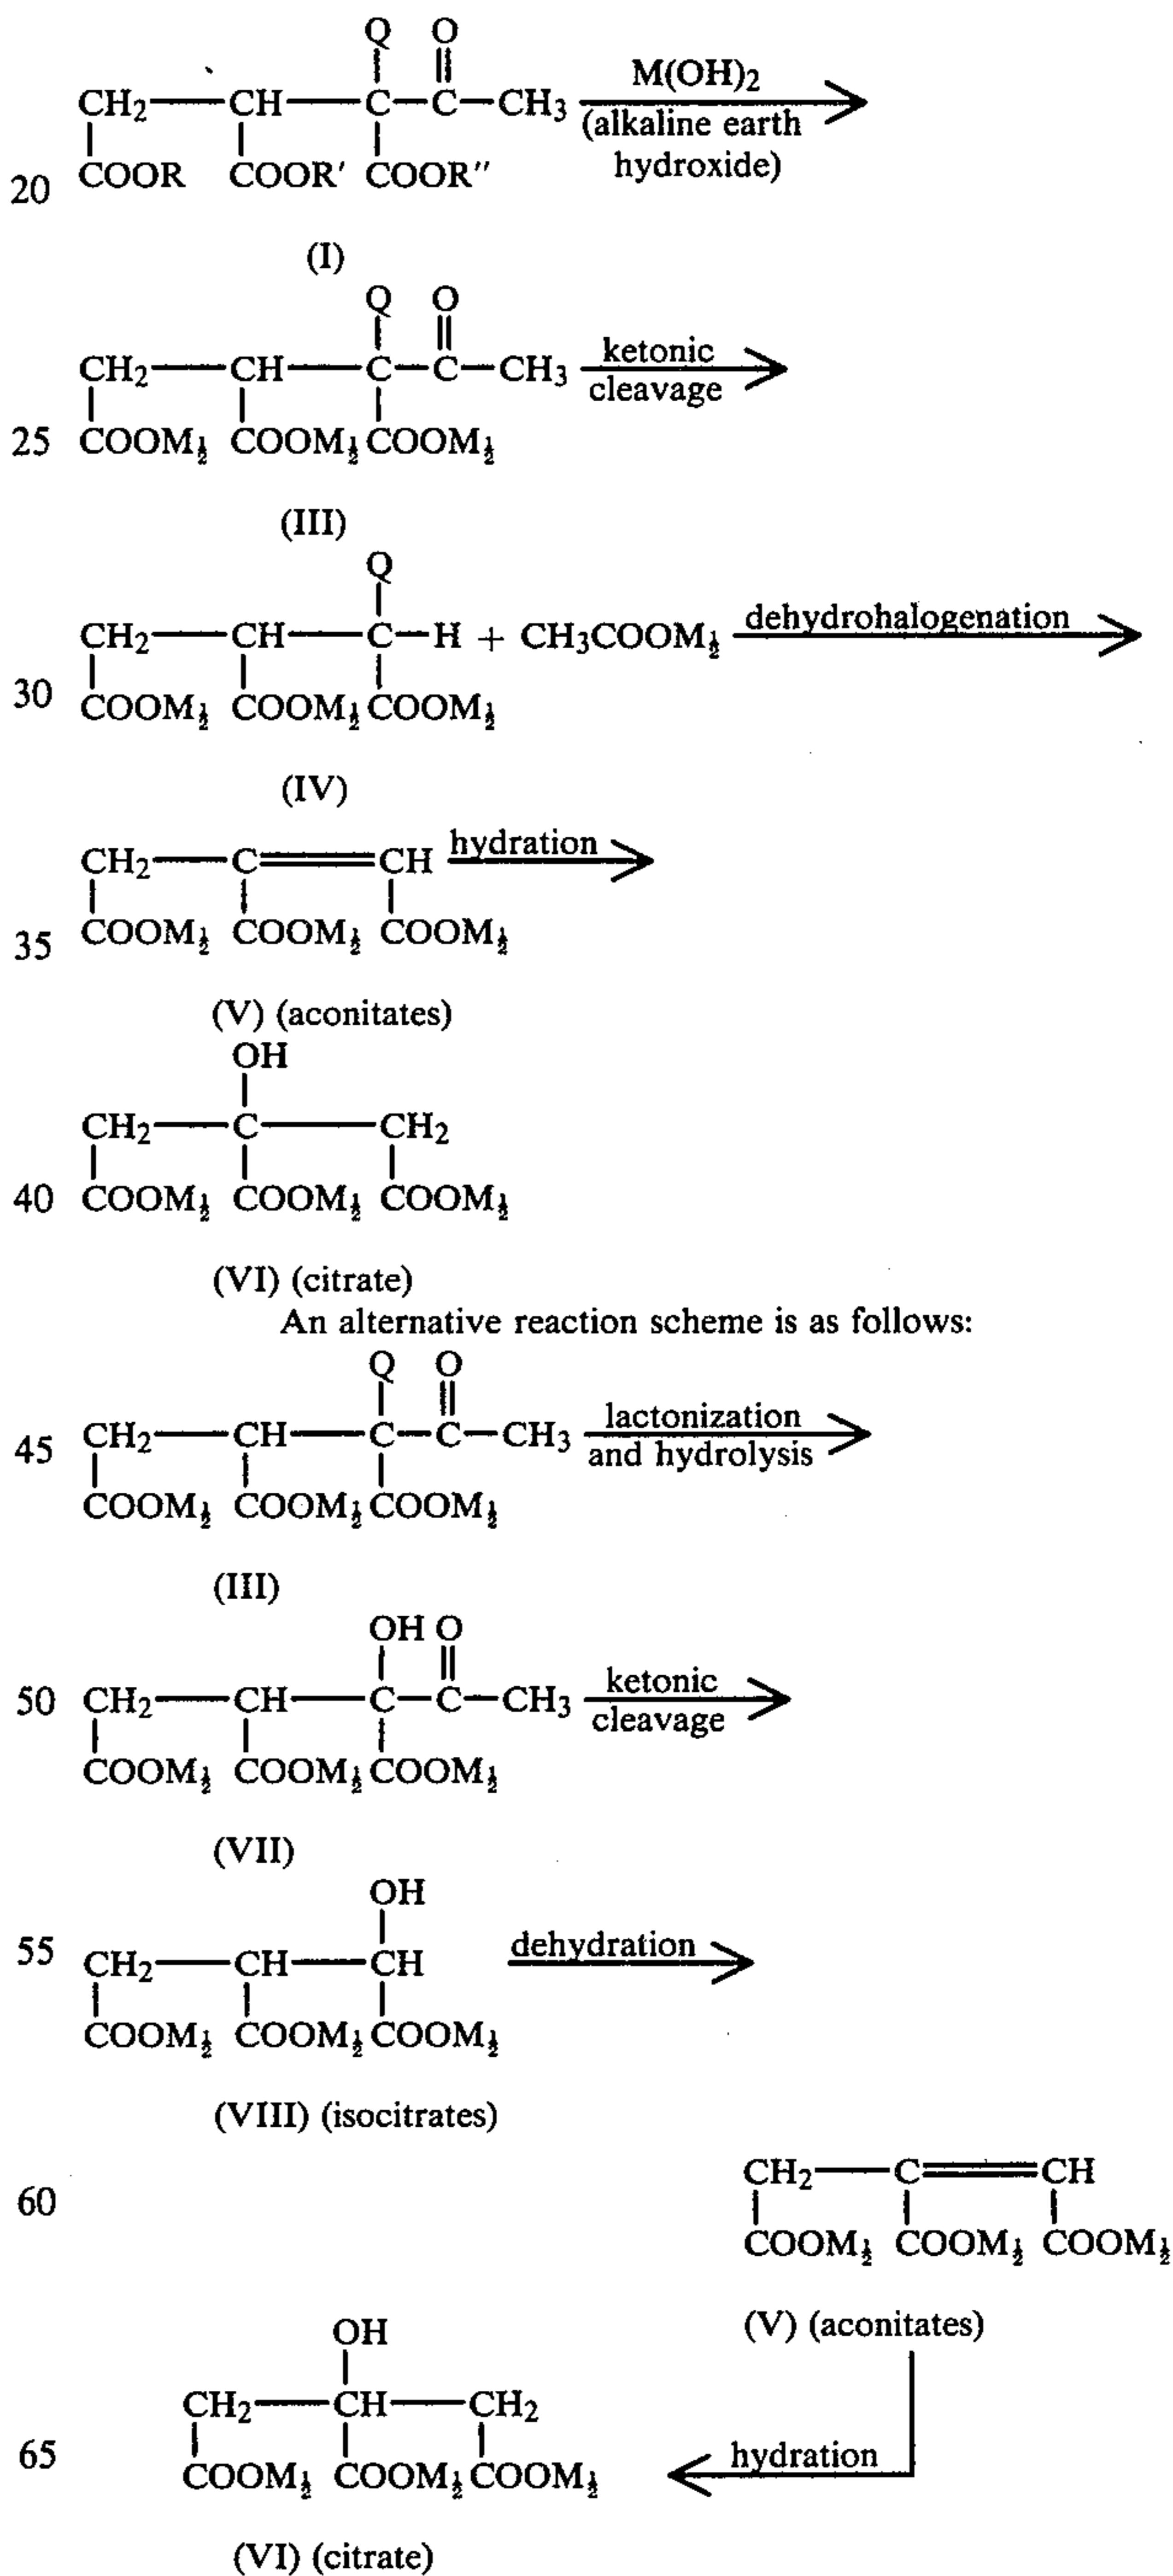 Q O
CH2 CH C C CH3 M(OH)2
(alkaline earth
hydroxide)
20 COOR COOR' COOR"
(I)
Q O
CH2 CH C C CH3 ketonic
cleavage
25 COOM½ COOM½ COOM½
(III)
Q
CH2 CH C H + CH3COOM½ dehydrohalogenation
30 COOM½ COOM½ COOM½
(IV)
CH2 C CH hydration
35 COOM½ COOM½ COOM½
(V) (aconitates)
OH
CH2 C CH2
40 COOM½ COOM½ COOM½
(VI) (citrate)
An alternative reaction scheme is as follows:
Q O
45 CH2 CH C C CH3 lactonization
and hydrolysis
COOM½ COOM½ COOM½
(III)
OH O
50 CH2 CH C C CH3 ketonic
cleavage
COOM½ COOM½ COOM½
(VII)
OH
55 CH2 CH CH dehydration
COOM½ COOM½ COOM½
(VIII) (isocitrates)
60 CH2 C CH
COOM½ COOM½ COOM½
(V) (aconitates)
OH
CH2 CH CH2
65 COOM½ COOM½ COOM½ hydration
(VI) (citrate)